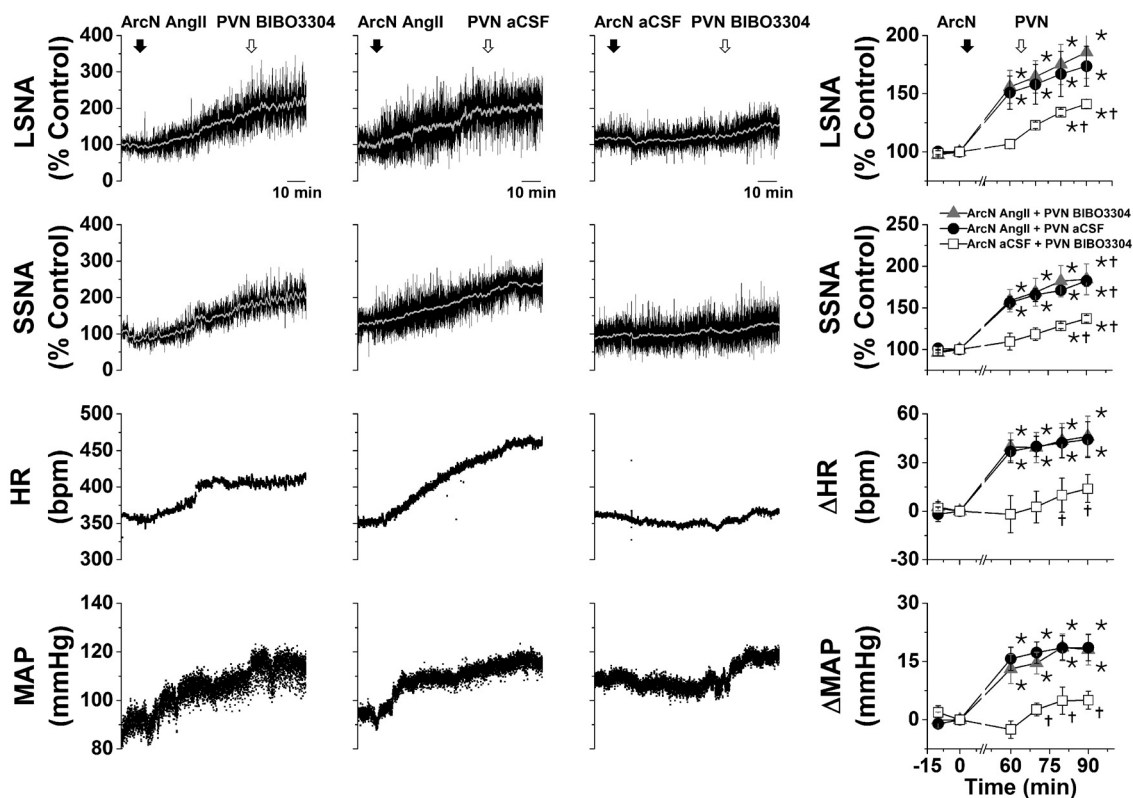 ArcN AngII PVN BIBO3304 ArcN AngII PVN aCSF ArcN aCSF PVN BIBO3304 ArcN PVN
LSNA
(% Control)
400
300
200
100
0
10 min
10 min
10 min
LSNA
(% Control)
200
150
100
SSNA
(% Control)
400
300
200
100
0
SSNA
(% Control)
250
200
150
100
ArcN AngII + PVN BIBO3304
ArcN AngII + PVN aCSF
ArcN aCSF + PVN BIBO3304
HR
(bpm)
500
450
400
350
300
ΔHR
(bpm)
60
30
0
-30
MAP
(mmHg)
140
120
100
80
ΔMAP
(mmHg)
30
15
0
-15 0 60 75 90
Time (min)